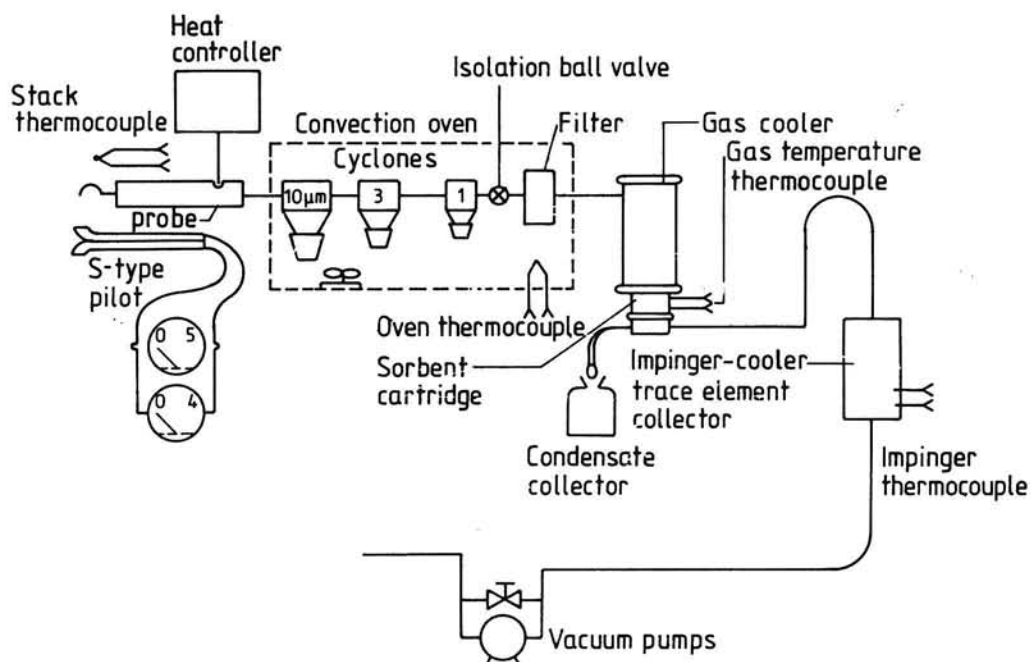 Heat
controller
Isolation ball valve
Stack
thermocouple
Convection oven
Filter
Gas cooler
Gas temperature
thermocouple
Cyclones
10μm
3
1
probe
S-type
pilot
Oven thermocouple
Sorbent
cartridge
0 5
0 4
Impinger-cooler
trace element
collector
Condensate
collector
Impinger
thermocouple
Vacuum pumps